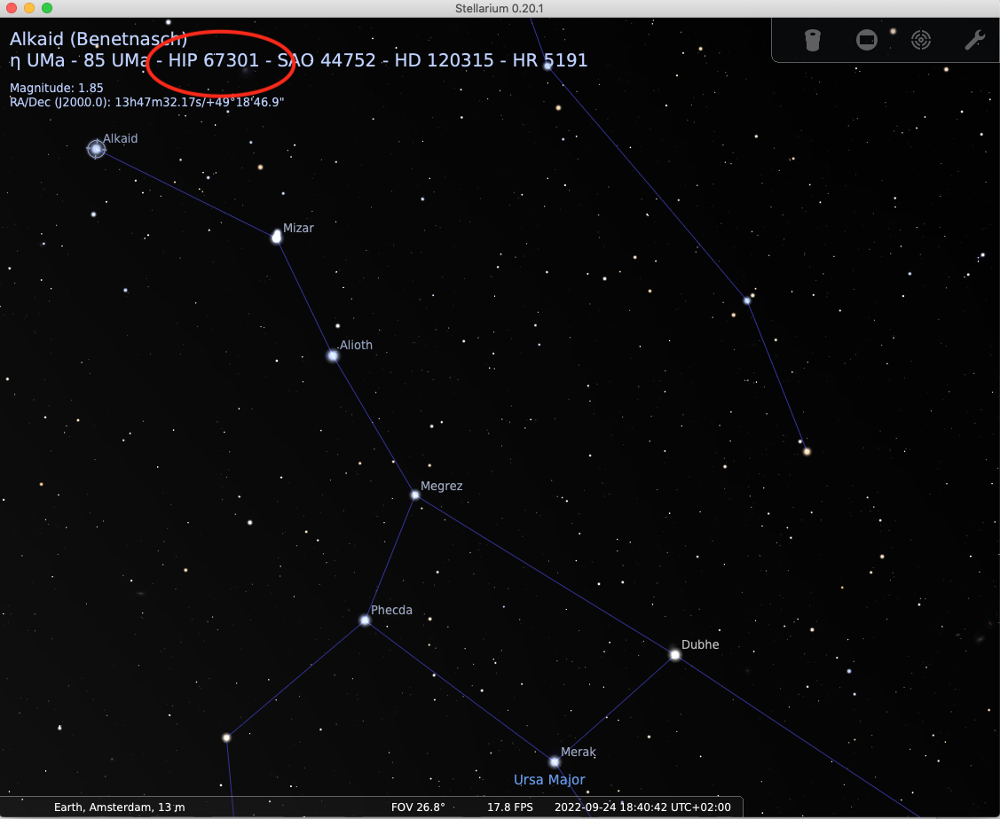 Stellarium 0.20.1
Alkaid (Benetnasch)
η UMa - 85 UMa - HIP 67301 - SAO 44752 - HD 120315 - HR 5191
Magnitude: 1.85
RA/Dec (J2000.0): 13h47m32.17s/+49°18'46.9"
Alkaid
Mizar
Alioth
Megrez
Phecda
Dubhe
Merak
Ursa Major
Earth, Amsterdam, 13 m FOV 26.8° 17.8 FPS 2022-09-24 18:40:42 UTC+02:00